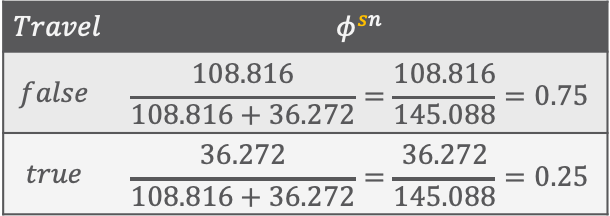 Travel ϕ^sn
false 108.816/(108.816 + 36.272) = 108.816/145.088 = 0.75
true 36.272/(108.816 + 36.272) = 36.272/145.088 = 0.25